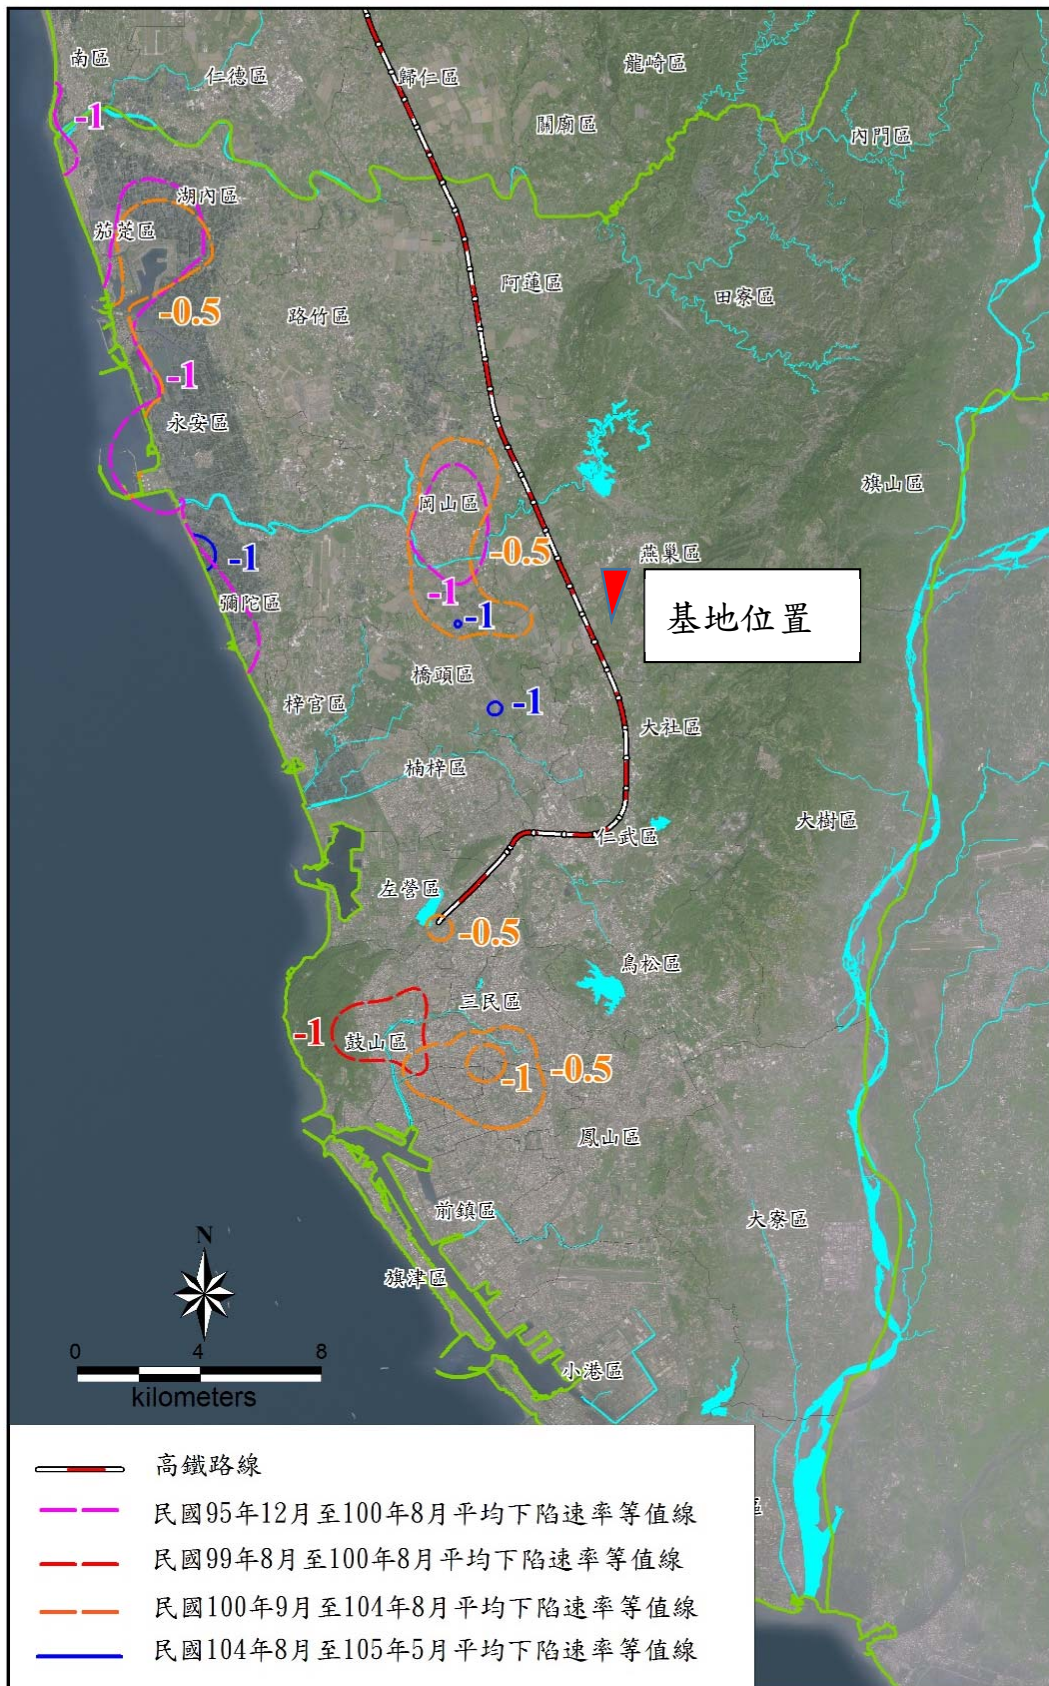 南區
仁德區
歸仁區
龍崎區
關廟區
內門區
-1
湖內區
茄萣區
阿蓮區
田寮區
-0.5
路竹區
-1
永安區
岡山區
旗山區
-0.5
燕巢區
-1
-1
-1
彌陀區
基地位置
橋頭區
-1
梓官區
大社區
楠梓區
大樹區
仁武區
左營區
-0.5
鳥松區
三民區
-1
鼓山區
-1
-0.5
鳳山區
前鎮區
大寮區
N
旗津區
0 4 8
kilometers
小港區
高鐵路線
民國95年12月至100年8月平均下陷速率等值線
民國99年8月至100年8月平均下陷速率等值線
民國100年9月至104年8月平均下陷速率等值線
民國104年8月至105年5月平均下陷速率等值線
區